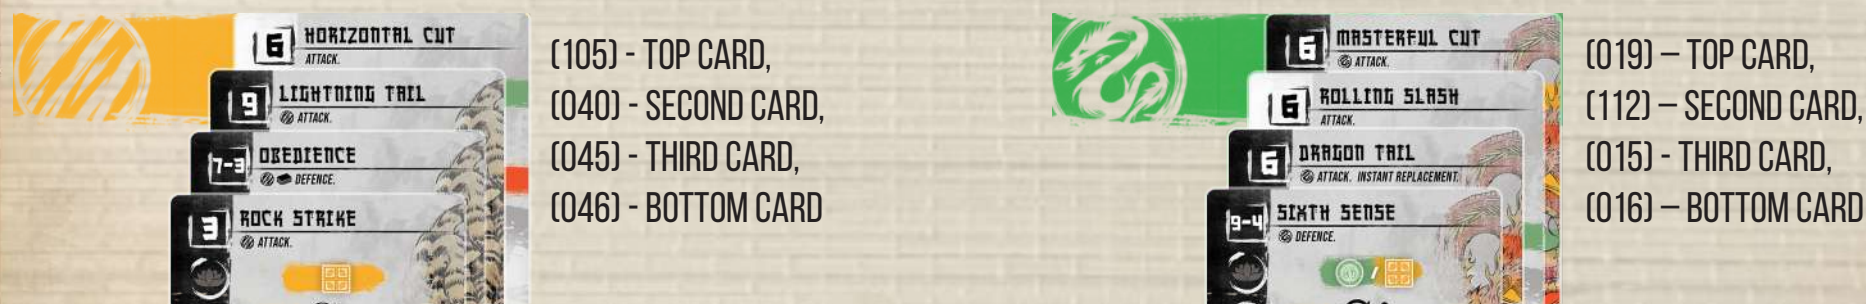 6 HORIZONTAL CUT
ATTACK.
9 LIGHTNING TAIL
ATTACK.
7-3 OBEDIENCE
DEFENCE.
3 ROCK STRIKE
ATTACK.
(105) - TOP CARD,
(040) - SECOND CARD,
(045) - THIRD CARD,
(046) - BOTTOM CARD
6 MASTERFUL CUT
ATTACK.
6 ROLLING SLASH
ATTACK.
6 DRAGON TAIL
ATTACK. INSTANT REPLACEMENT.
9-4 SIXTH SENSE
DEFENCE.
/
(019) – TOP CARD,
(112) – SECOND CARD,
(015) - THIRD CARD,
(016) – BOTTOM CARD